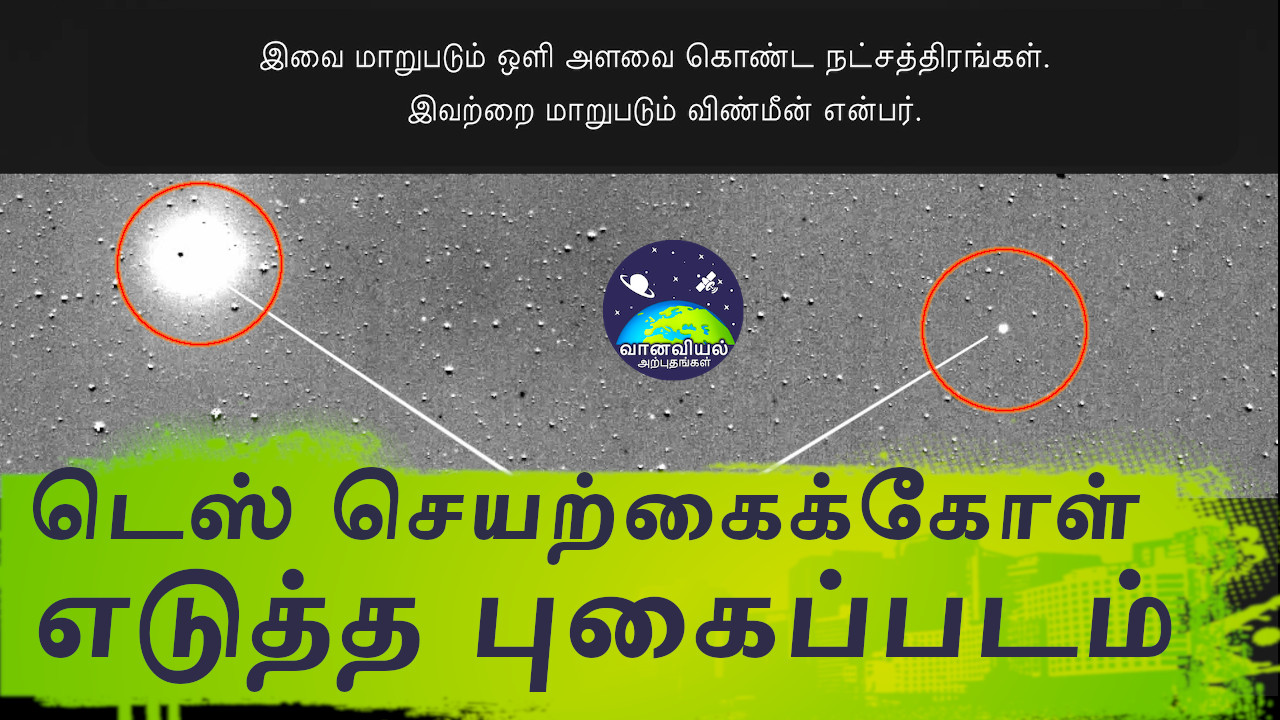 இவை மாறுபடும் ஒளி அளவை கொண்ட நட்சத்திரங்கள்.
இவற்றை மாறுபடும் விண்மீன் என்பர்.
வானவியல்
அற்புதங்கள்
டெஸ் செயற்கைக்கோள்
எடுத்த புகைப்படம்